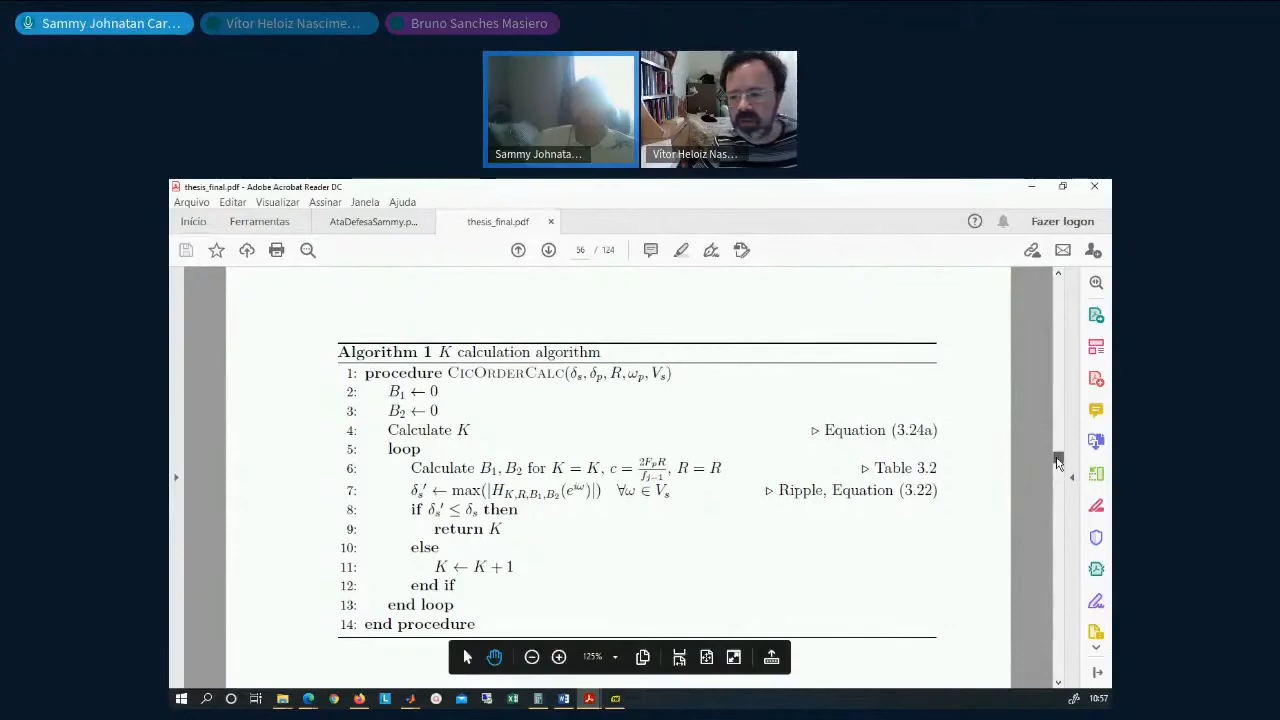 Sammy Johnatan Car...
Vítor Heloiz Nascime...
Bruno Sanches Masiero
Sammy Johnata...
Vítor Heloiz Nas...
thesis_final.pdf - Adobe Acrobat Reader DC
Arquivo Editar Visualizar Assinar Janela Ajuda
Início Ferramentas AtaDefesaSammy.p... thesis_final.pdf × Fazer logon
56 / 124
Algorithm 1 K calculation algorithm
1: procedure CicOrderCalc(δₛ, δₚ, R, ωₚ, Vₛ)
2: B₁ ← 0
3: B₂ ← 0
4: Calculate K ▷ Equation (3.24a)
5: loop
6: Calculate B₁, B₂ for K = K, c = 2FₚR/fⱼ₋₁, R = R ▷ Table 3.2
7: δₛ′ ← max(|H_{K,R,B₁,B₂}(e^{iω})|) ∀ω ∈ Vₛ ▷ Ripple, Equation (3.22)
8: if δₛ′ ≤ δₛ then
9: return K
10: else
11: K ← K + 1
12: end if
13: end loop
14: end procedure
125%
10:57